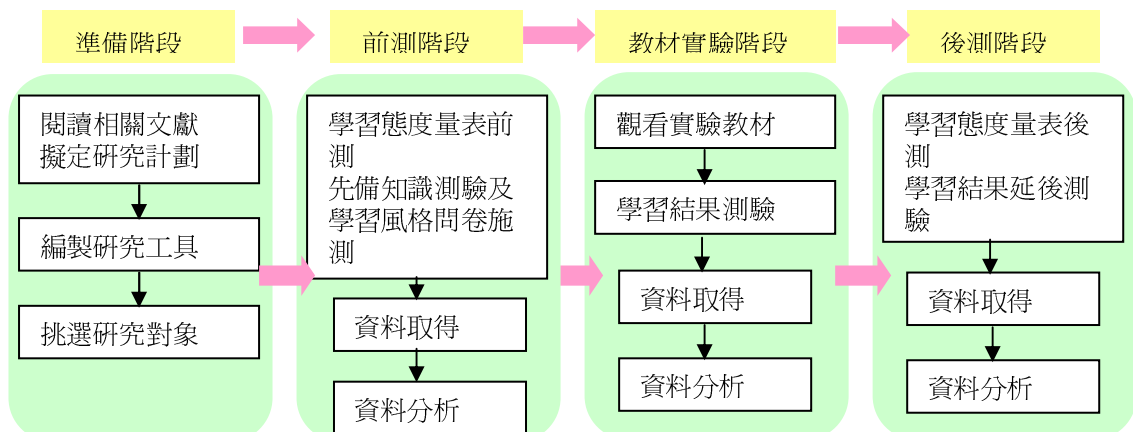 準備階段
前測階段
教材實驗階段
後測階段
閱讀相關文獻
擬定研究計劃
編製研究工具
挑選研究對象
學習態度量表前
測
先備知識測驗及
學習風格問卷施
測
資料取得
資料分析
觀看實驗教材
學習結果測驗
資料取得
資料分析
學習態度量表後
測
學習結果延後測
驗
資料取得
資料分析